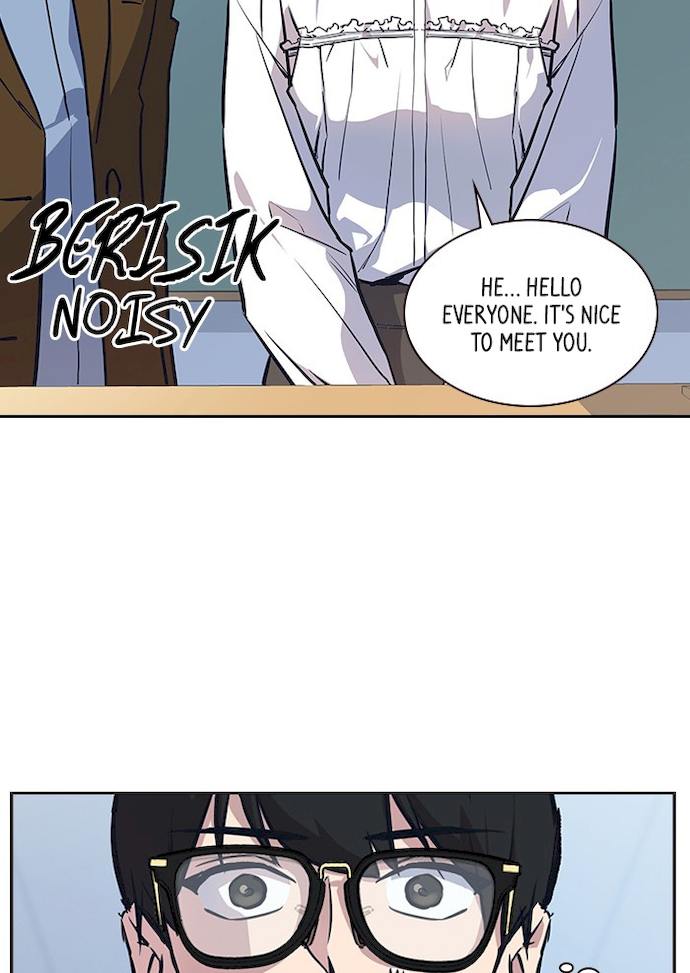 BERISIK
NOISY
HE... HELLO
EVERYONE. IT'S NICE
TO MEET YOU.